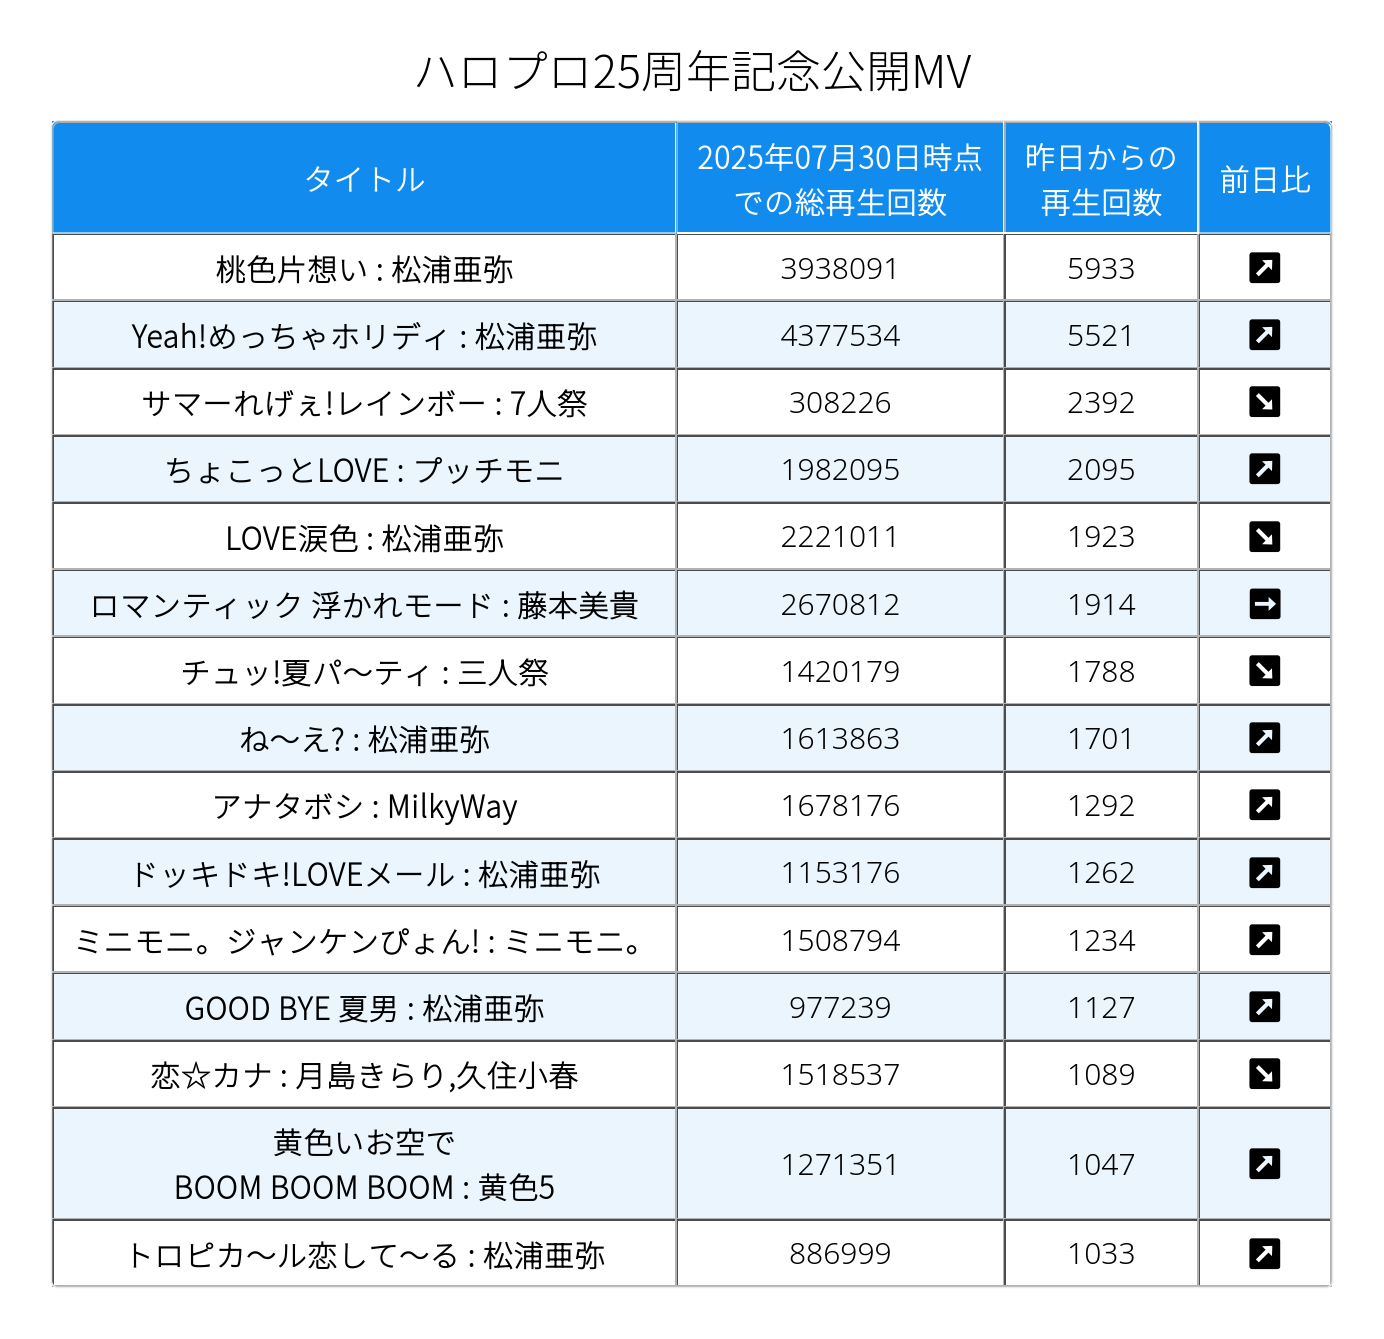 ハロプロ25周年記念公開MV
タイトル
2025年07月30日時点
での総再生回数
昨日からの
再生回数
前日比
桃色片想い : 松浦亜弥 3938091 5933 ↗
Yeah!めっちゃホリディ : 松浦亜弥 4377534 5521 ↗
サマーれげぇ!レインボー : 7人祭 308226 2392 ↘
ちょこっとLOVE : プッチモニ 1982095 2095 ↗
LOVE涙色 : 松浦亜弥 2221011 1923 ↘
ロマンティック 浮かれモード : 藤本美貴 2670812 1914 →
チュッ!夏パ〜ティ : 三人祭 1420179 1788 ↘
ね〜え? : 松浦亜弥 1613863 1701 ↗
アナタボシ : MilkyWay 1678176 1292 ↗
ドッキドキ!LOVEメール : 松浦亜弥 1153176 1262 ↗
ミニモニ。ジャンケンぴょん! : ミニモニ。 1508794 1234 ↗
GOOD BYE 夏男 : 松浦亜弥 977239 1127 ↗
恋☆カナ : 月島きらり,久住小春 1518537 1089 ↘
黄色いお空で
BOOM BOOM BOOM : 黄色5 1271351 1047 ↗
トロピカ〜ル恋して〜る : 松浦亜弥 886999 1033 ↗